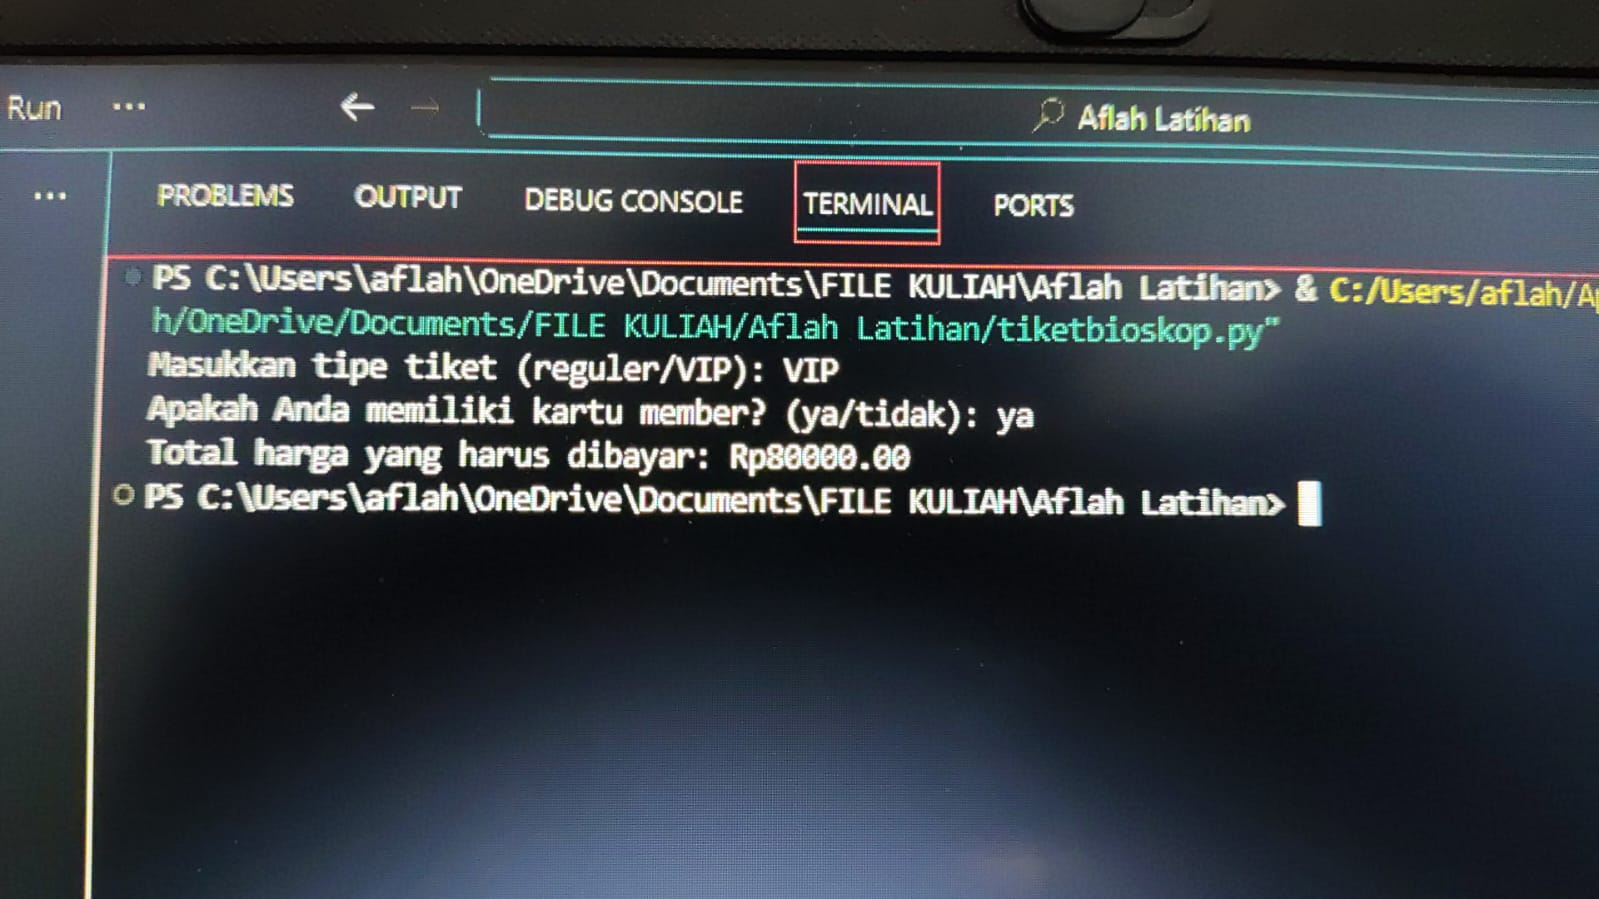 Run ...
Aflah Latihan
...
PROBLEMS OUTPUT DEBUG CONSOLE TERMINAL PORTS
PS C:\Users\aflah\OneDrive\Documents\FILE KULIAH\Aflah Latihan> & C:/Users/aflah/Ap
h/OneDrive/Documents/FILE KULIAH/Aflah Latihan/tiketbioskop.py"
Masukkan tipe tiket (reguler/VIP): VIP
Apakah Anda memiliki kartu member? (ya/tidak): ya
Total harga yang harus dibayar: Rp80000.00
PS C:\Users\aflah\OneDrive\Documents\FILE KULIAH\Aflah Latihan>